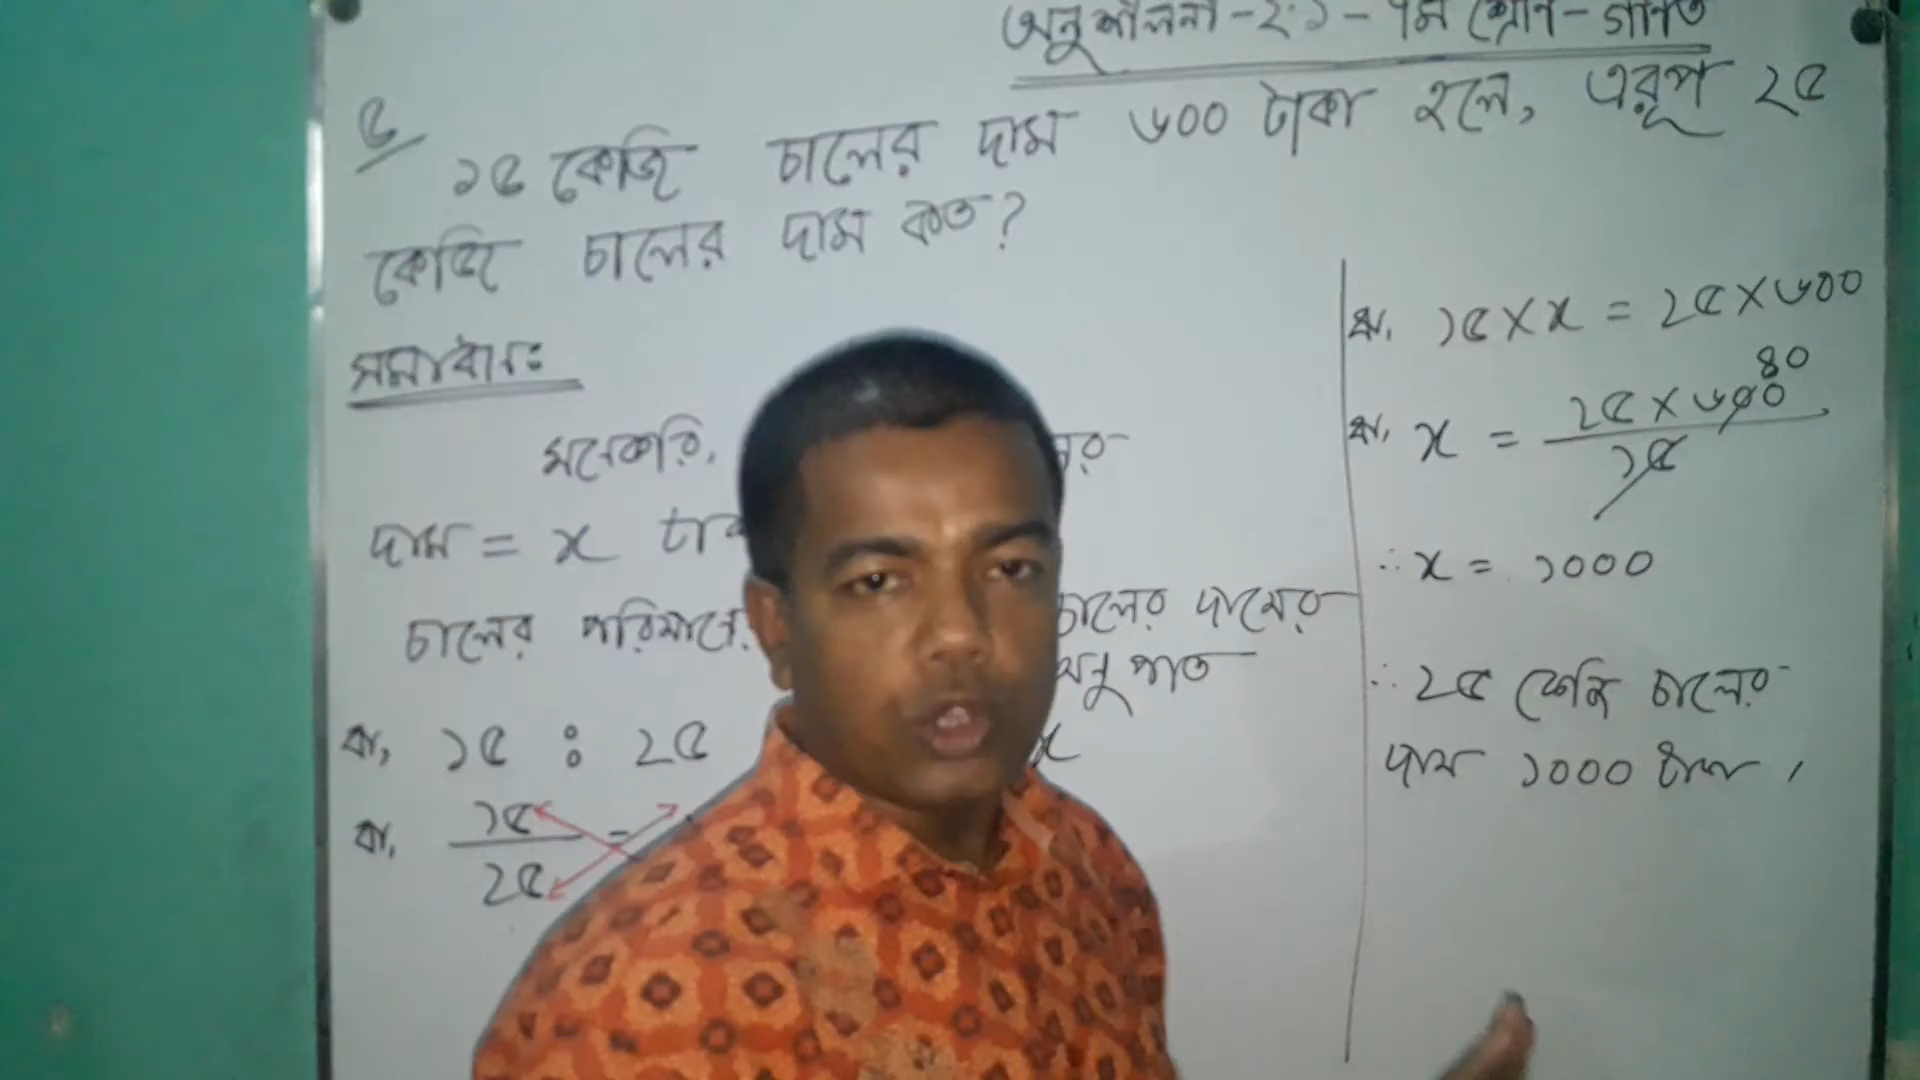 অনুশীলনী - ২.১ - ৭ম শ্রেণি - গণিত
৫
১৫ কেজি চালের দাম ৬০০ টাকা হলে, এরূপ ২৫
কেজি চালের দাম কত?
সমাধানঃ
মনেকরি,
দাম = x টাকা
চালের পরিমানের চালের দামের
অনুপাত
বা, ১৫ : ২৫ x
বা, ১৫/২৫ =
বা, ১৫ × x = ২৫ × ৬০০
৪০
বা, x = ২৫ × ৬০০ / ১৫
∴ x = ১০০০
∴ ২৫ কেজি চালের
দাম ১০০০ টাকা,